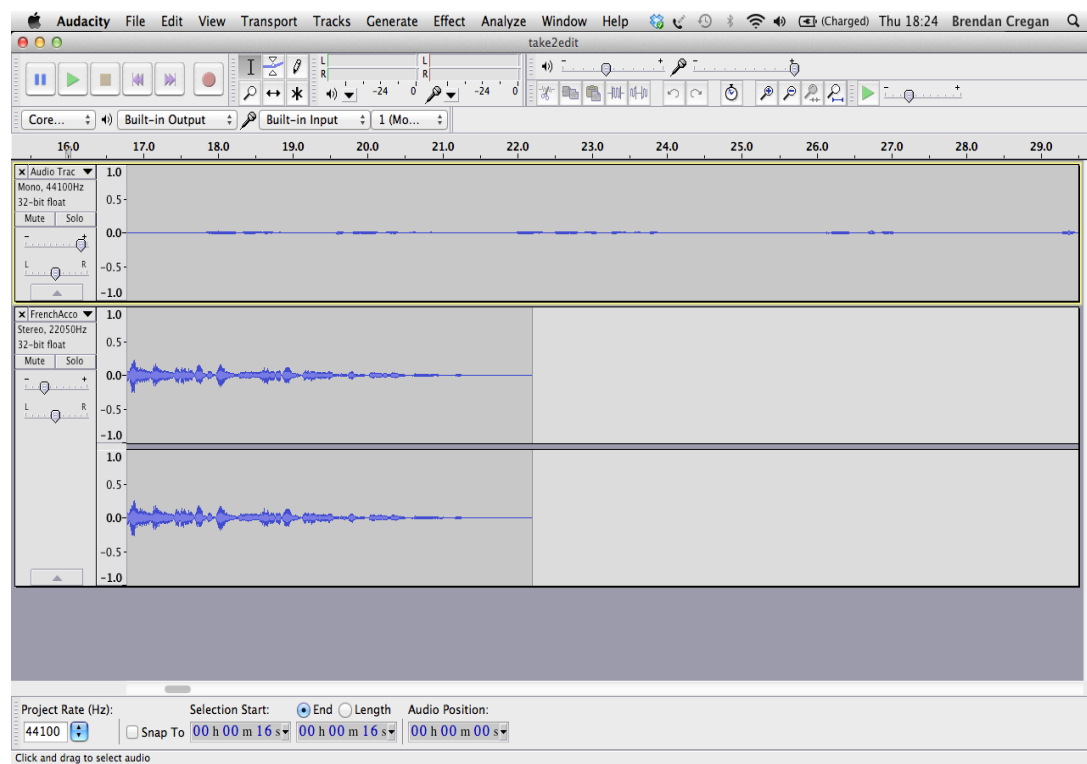 Audacity File Edit View Transport Tracks Generate Effect Analyze Window Help (Charged) Thu 18:24 Brendan Cregan
take2edit
L L
R R
-24 0 -24 0
Core... Built-in Output Built-in Input 1 (Mo...
16.0 17.0 18.0 19.0 20.0 21.0 22.0 23.0 24.0 25.0 26.0 27.0 28.0 29.0
x Audio Trac 1.0
Mono, 44100Hz
32-bit float 0.5
Mute Solo
- + 0.0
L R -0.5
-1.0
x FrenchAcco 1.0
Stereo, 22050Hz
32-bit float 0.5
Mute Solo
- + 0.0
L R -0.5
-1.0
1.0
0.5
0.0
-0.5
-1.0
Project Rate (Hz): Selection Start: End Length Audio Position:
44100 Snap To 00 h 00 m 16 s 00 h 00 m 16 s 00 h 00 m 00 s
Click and drag to select audio